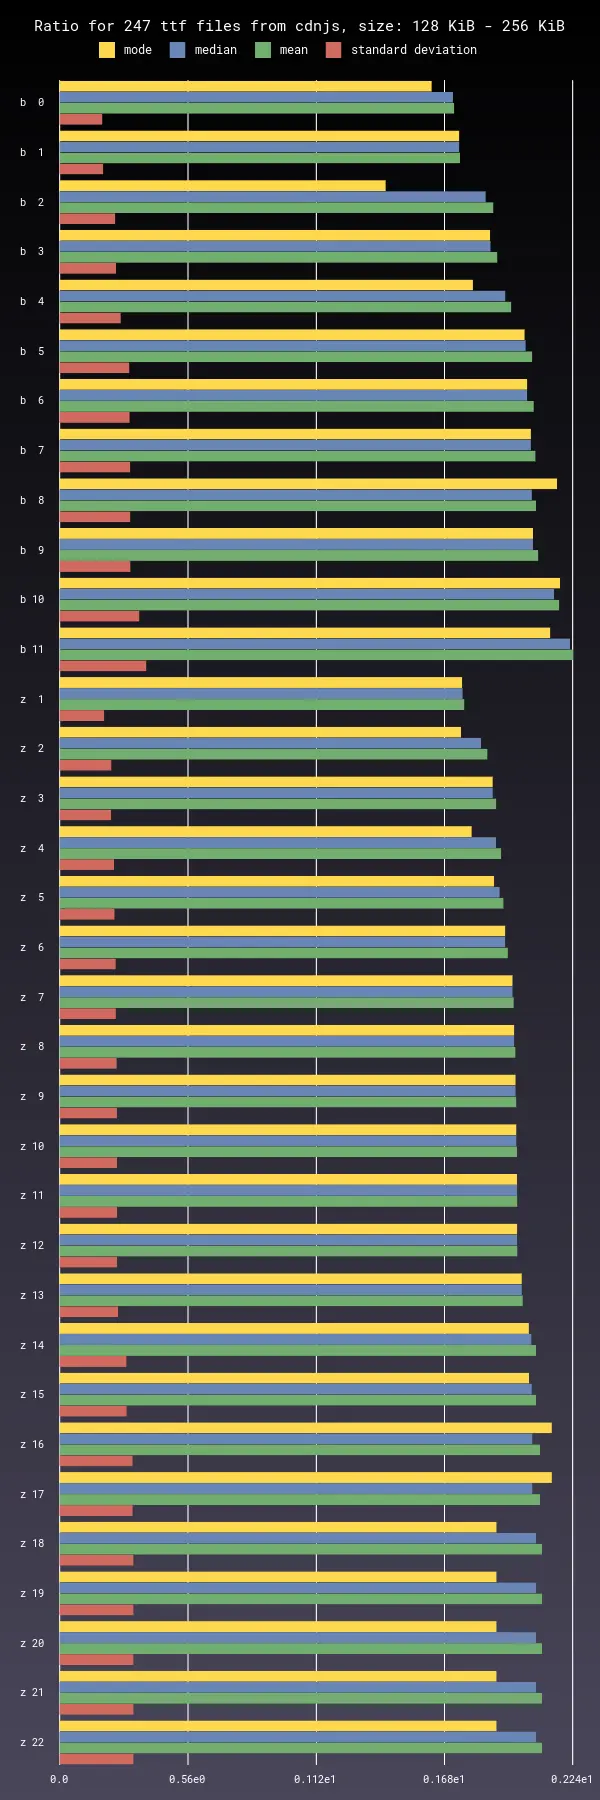 Ratio for 247 ttf files from cdnjs, size: 128 KiB - 256 KiB
mode median mean standard deviation
b 0
b 1
b 2
b 3
b 4
b 5
b 6
b 7
b 8
b 9
b 10
b 11
z 1
z 2
z 3
z 4
z 5
z 6
z 7
z 8
z 9
z 10
z 11
z 12
z 13
z 14
z 15
z 16
z 17
z 18
z 19
z 20
z 21
z 22
0.0 0.56e0 0.112e1 0.168e1 0.224e1